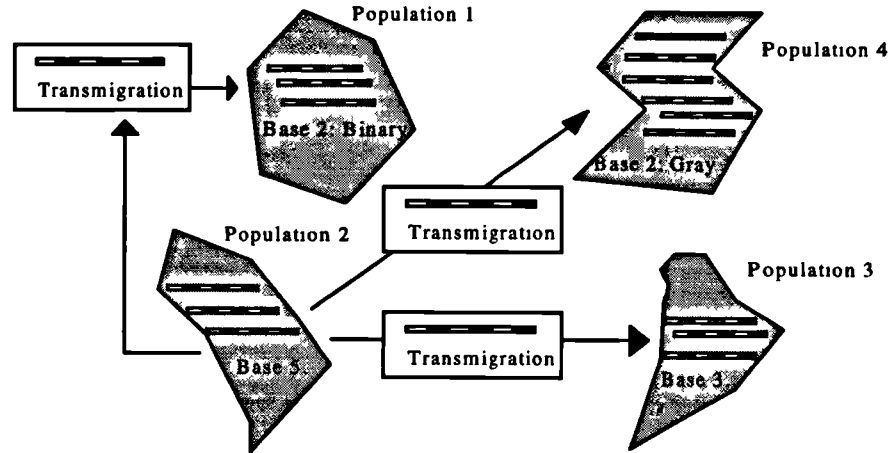 Population 1
Transmigration
Base 2: Binary
Population 4
Base 2: Gray
Transmigration
Population 2
Base 5.
Transmigration
Population 3
Base 3.